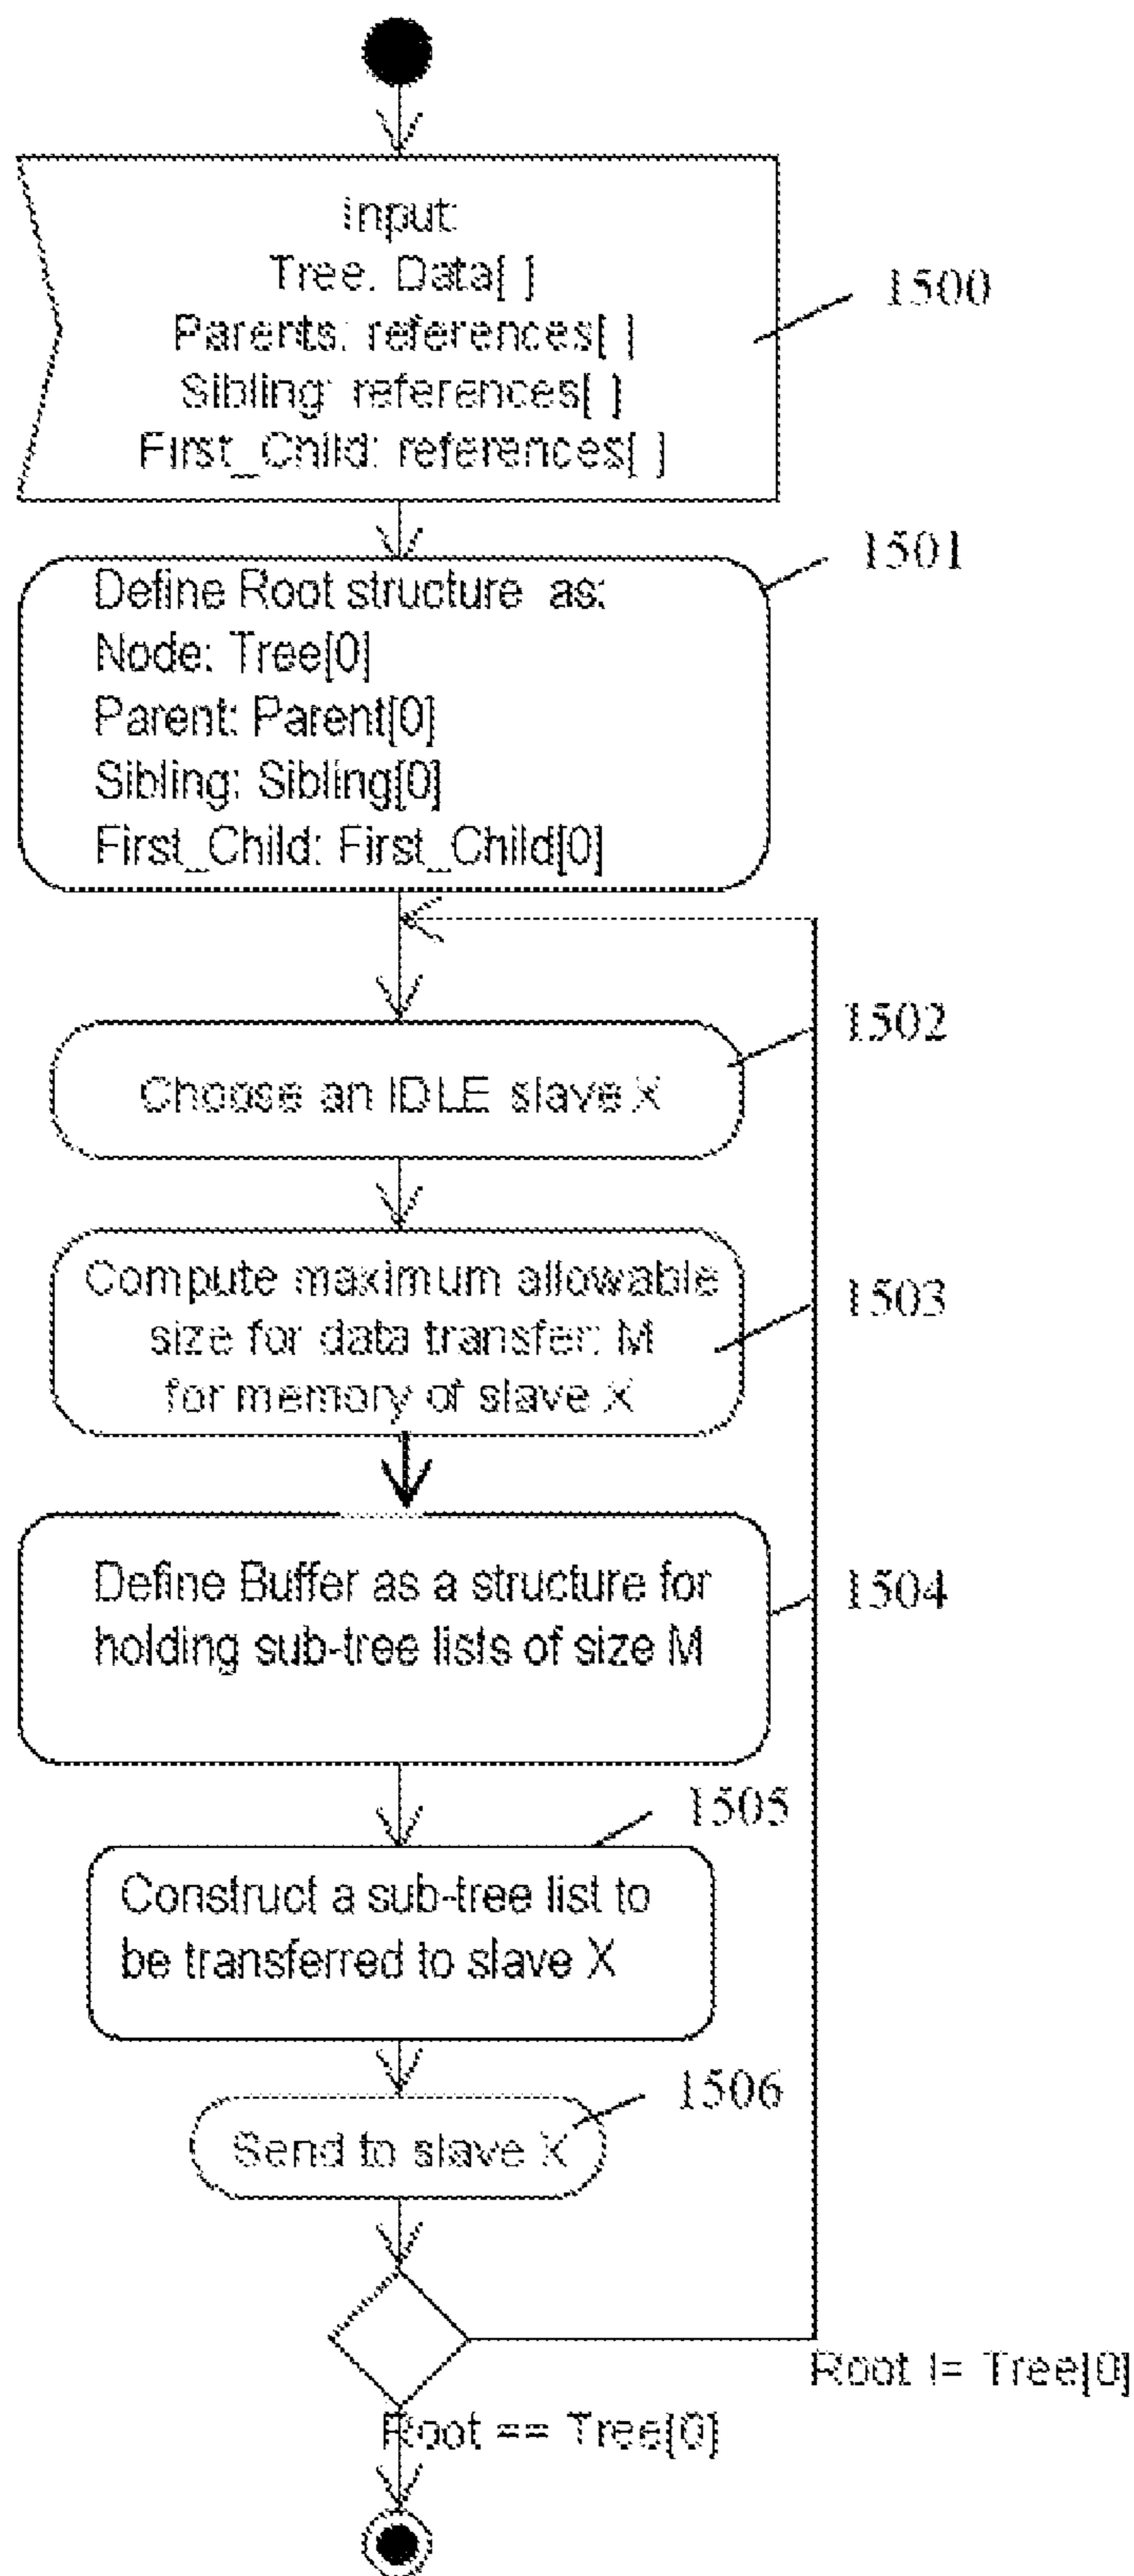 Input:
Tree: Data[ ]
Parents: references[ ]
Sibling: references[ ]
First_Child: references[ ]
1500
1501
Define Root structure as:
Node: Tree[0]
Parent: Parent[0]
Sibling: Sibling[0]
First_Child: First_Child[0]
1502
Choose an IDLE slave X
Compute maximum allowable
size for data transfer: M
for memory of slave X
1503
Define Buffer as a structure for
holding sub-tree lists of size M
1504
1505
Construct a sub-tree list to
be transferred to slave X
1506
Send to slave X
Root != Tree[0]
Root == Tree[0]